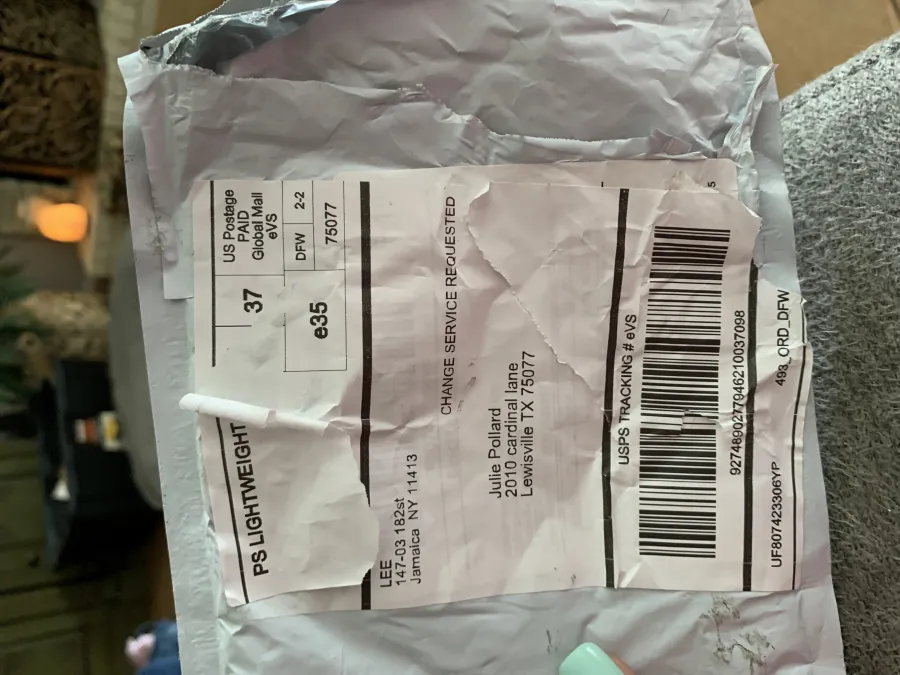 PS LIGHTWEIGHT
37
US Postage
PAID
Global Mail
eVS
e35
DFW 2-2
75077
LEE
147-03 182st
Jamaica NY 11413
CHANGE SERVICE REQUESTED
Julie Pollard
2010 cardinal lane
Lewisville TX 75077
5
USPS TRACKING # eVS
9274890277046210037098
UF807423306YP
493_ORD_DFW